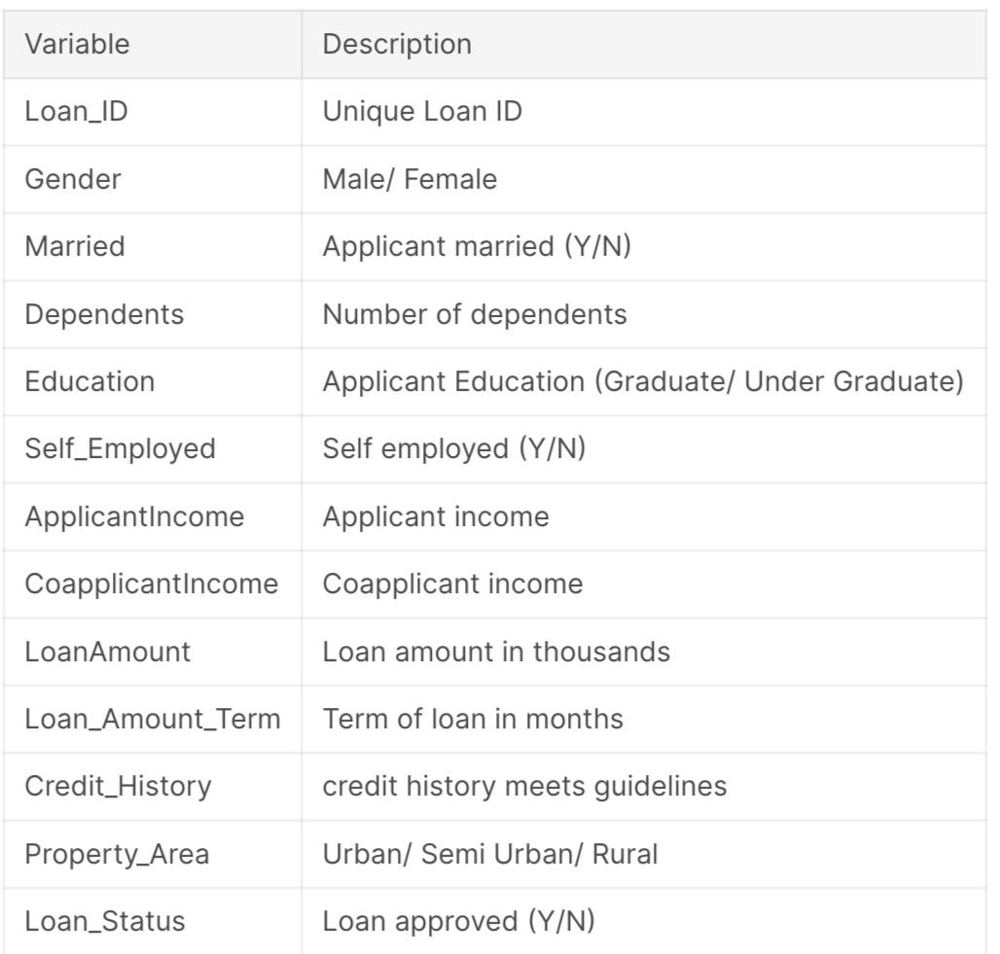 Variable Description
Loan_ID Unique Loan ID
Gender Male/ Female
Married Applicant married (Y/N)
Dependents Number of dependents
Education Applicant Education (Graduate/ Under Graduate)
Self_Employed Self employed (Y/N)
ApplicantIncome Applicant income
CoapplicantIncome Coapplicant income
LoanAmount Loan amount in thousands
Loan_Amount_Term Term of loan in months
Credit_History credit history meets guidelines
Property_Area Urban/ Semi Urban/ Rural
Loan_Status Loan approved (Y/N)